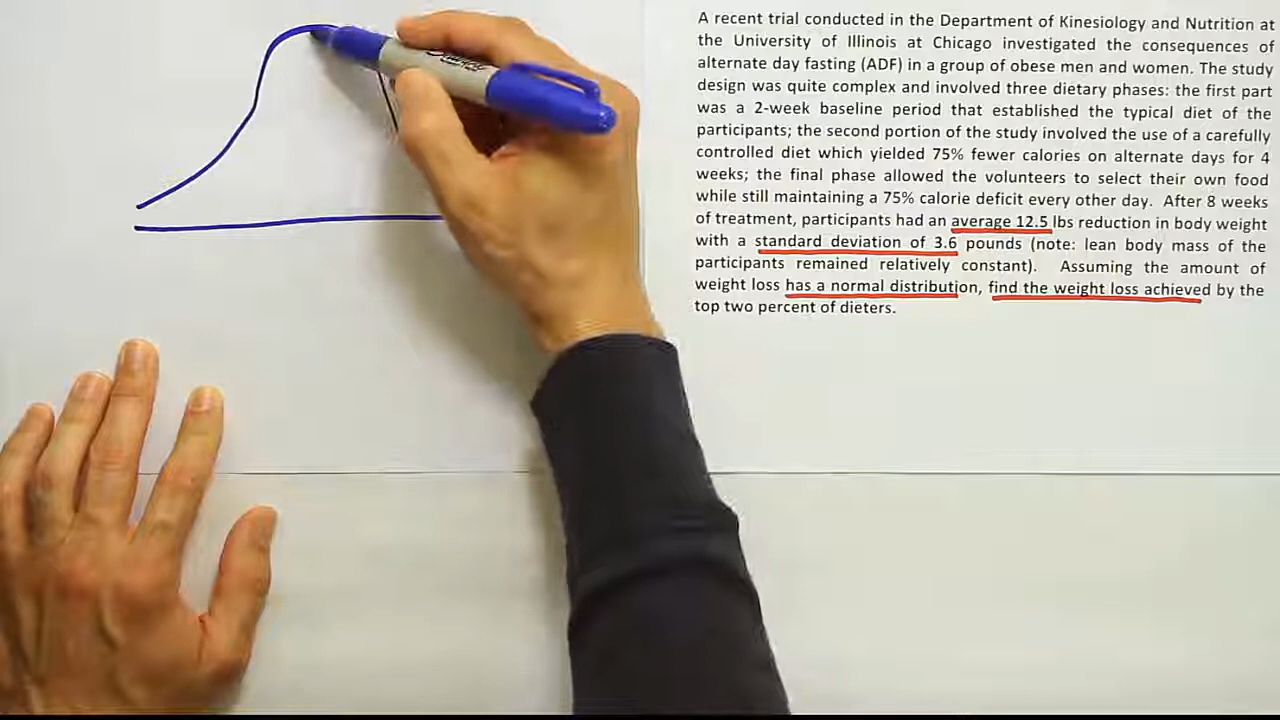 A recent trial conducted in the Department of Kinesiology and Nutrition at
the University of Illinois at Chicago investigated the consequences of
alternate day fasting (ADF) in a group of obese men and women. The study
design was quite complex and involved three dietary phases: the first part
was a 2-week baseline period that established the typical diet of the
participants; the second portion of the study involved the use of a carefully
controlled diet which yielded 75% fewer calories on alternate days for 4
weeks; the final phase allowed the volunteers to select their own food
while still maintaining a 75% calorie deficit every other day. After 8 weeks
of treatment, participants had an average 12.5 lbs reduction in body weight
with a standard deviation of 3.6 pounds (note: lean body mass of the
participants remained relatively constant). Assuming the amount of
weight loss has a normal distribution, find the weight loss achieved by the
top two percent of dieters.